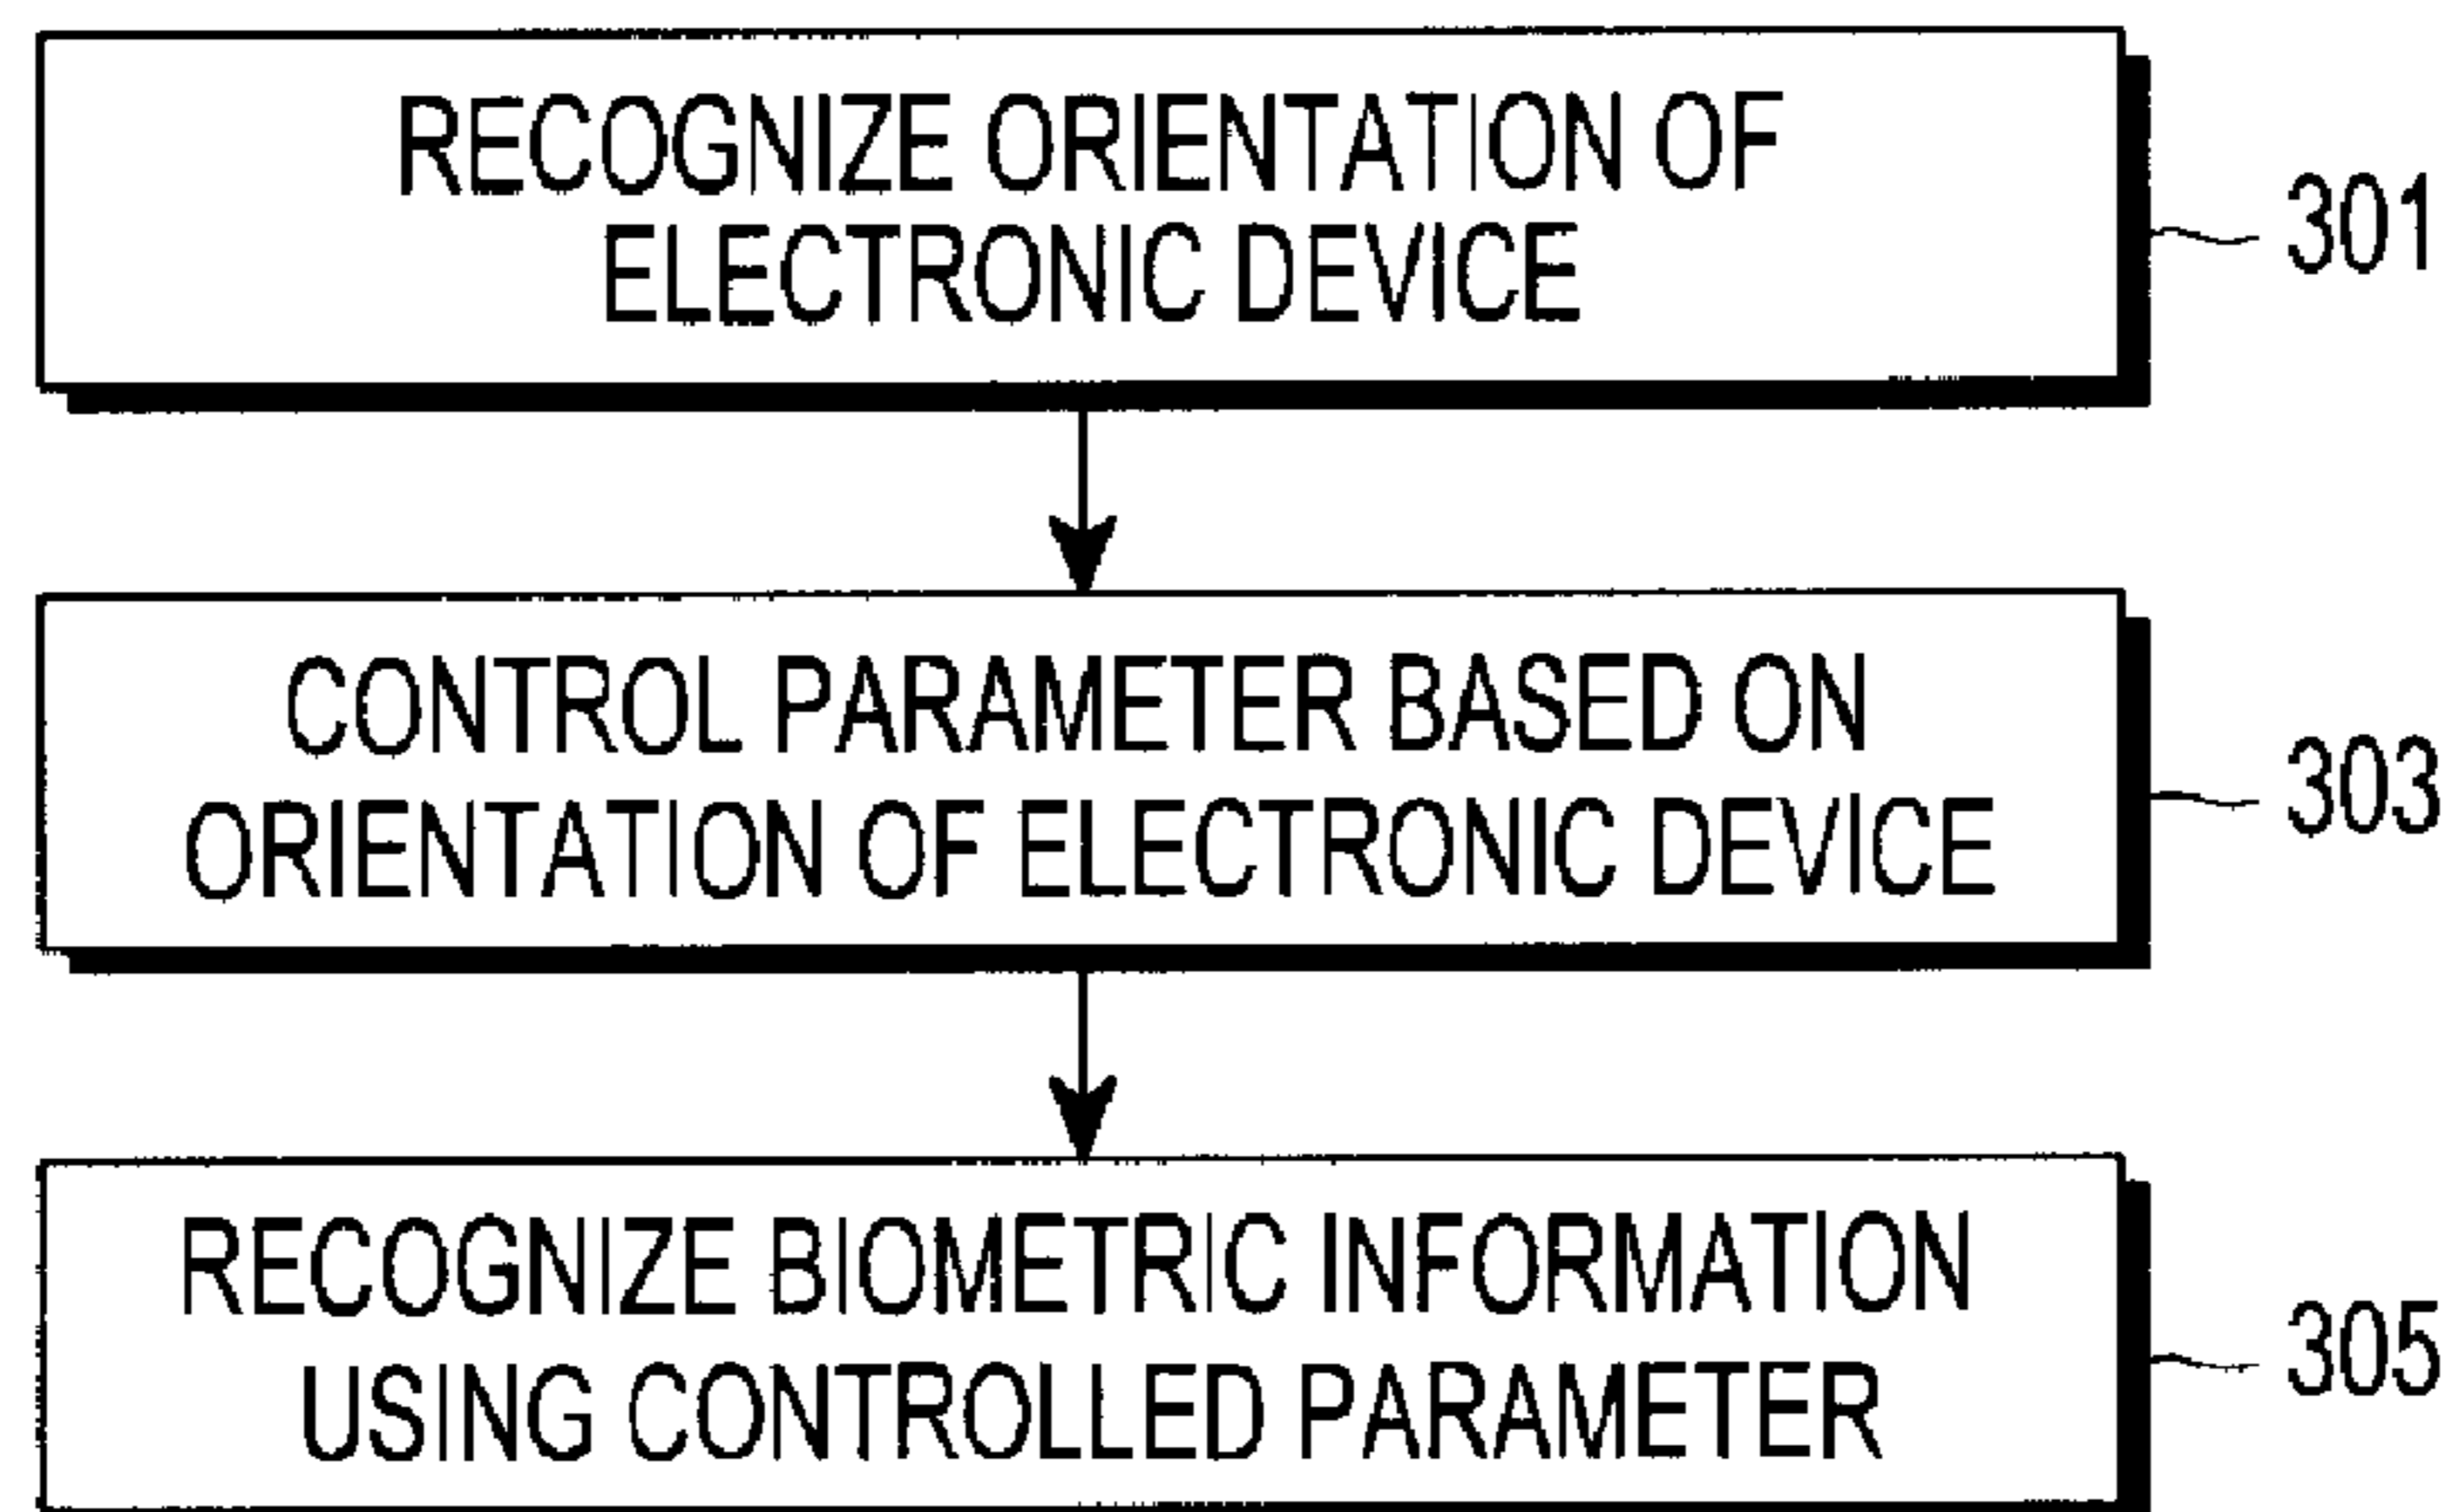 RECOGNIZE ORIENTATION OF
ELECTRONIC DEVICE
301
CONTROL PARAMETER BASED ON
ORIENTATION OF ELECTRONIC DEVICE
303
RECOGNIZE BIOMETRIC INFORMATION
USING CONTROLLED PARAMETER
305